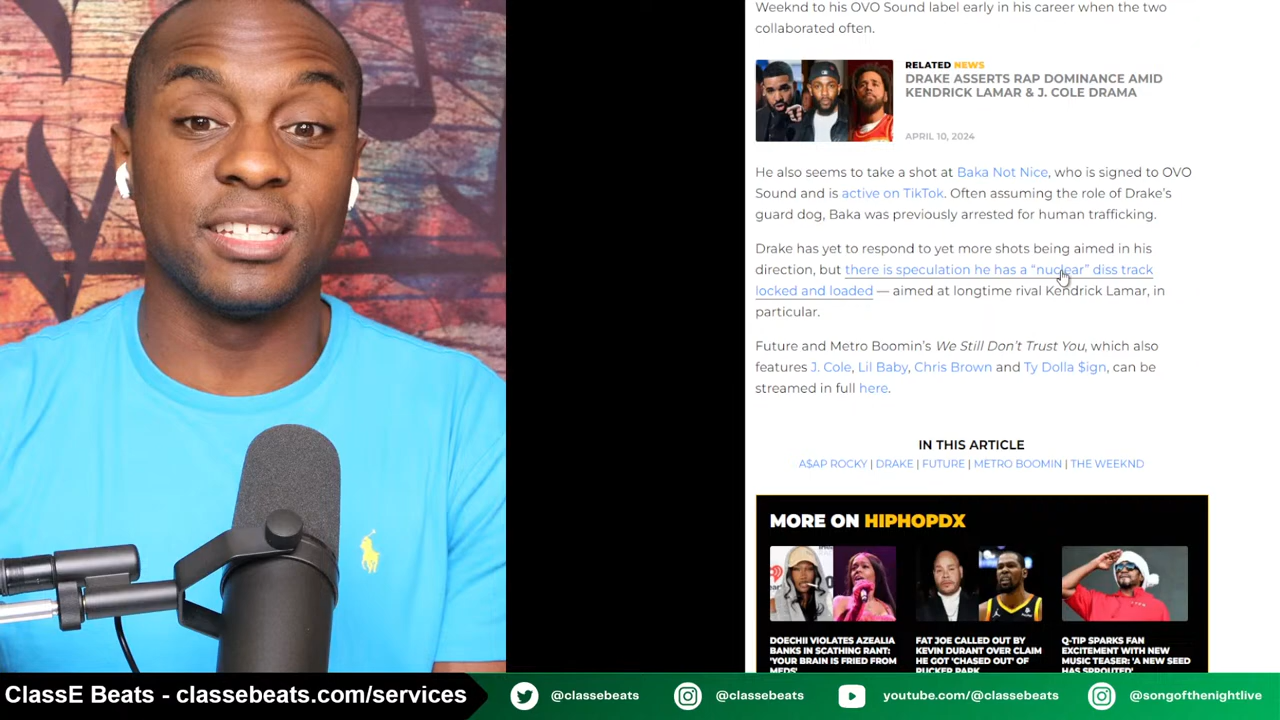 Weeknd to his OVO Sound label early in his career when the two
collaborated often.
RELATED NEWS
DRAKE ASSERTS RAP DOMINANCE AMID
KENDRICK LAMAR & J. COLE DRAMA
APRIL 10, 2024
He also seems to take a shot at Baka Not Nice, who is signed to OVO
Sound and is active on TikTok. Often assuming the role of Drake's
guard dog, Baka was previously arrested for human trafficking.
Drake has yet to respond to yet more shots being aimed in his
direction, but there is speculation he has a “nuclear” diss track
locked and loaded — aimed at longtime rival Kendrick Lamar, in
particular.
Future and Metro Boomin's We Still Don't Trust You, which also
features J. Cole, Lil Baby, Chris Brown and Ty Dolla $ign, can be
streamed in full here.
IN THIS ARTICLE
A$AP ROCKY | DRAKE | FUTURE | METRO BOOMIN | THE WEEKND
MORE ON HIPHOPDX
DOECHII VIOLATES AZEALIA
BANKS IN SCATHING RANT:
'YOUR BRAIN IS FRIED FROM
MEDS'
FAT JOE CALLED OUT BY
KEVIN DURANT OVER CLAIM
HE GOT 'CHASED OUT' OF
RUCKER PARK
Q-TIP SPARKS FAN
EXCITEMENT WITH NEW
MUSIC TEASER: 'A NEW SEED
HAS SPROUTED'
ClassE Beats - classebeats.com/services
@classebeats
@classebeats
youtube.com/@classebeats
@songofthenightlive